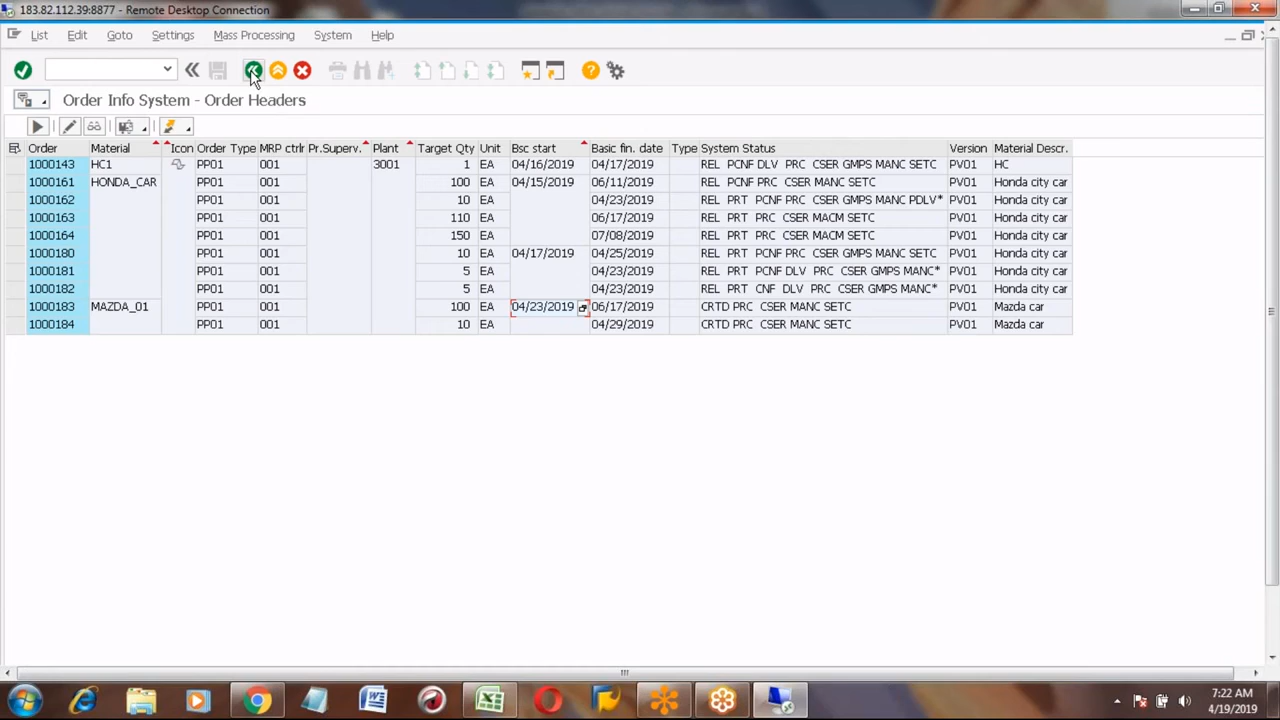 183.82.112.39:8877 - Remote Desktop Connection
List Edit Goto Settings Mass Processing System Help
Order Info System - Order Headers
Order Material Icon Order Type MRP ctrlr Pr.Superv. Plant Target Qty Unit Bsc start Basic fin. date Type System Status Version Material Descr.
1000143 HC1 PP01 001 3001 1 EA 04/16/2019 04/17/2019 REL PCNF DLV PRC CSER GMPS MANC SETC PV01 HC
1000161 HONDA_CAR PP01 001 100 EA 04/15/2019 06/11/2019 REL PCNF PRC CSER MANC SETC PV01 Honda city car
1000162 PP01 001 10 EA 04/23/2019 REL PRT PCNF PRC CSER GMPS MANC PDLV* PV01 Honda city car
1000163 PP01 001 110 EA 06/17/2019 REL PRT PRC CSER MACM SETC PV01 Honda city car
1000164 PP01 001 150 EA 07/08/2019 REL PRT PRC CSER MACM SETC PV01 Honda city car
1000180 PP01 001 10 EA 04/17/2019 04/25/2019 REL PRT PCNF PRC CSER GMPS MANC SETC PV01 Honda city car
1000181 PP01 001 5 EA 04/23/2019 REL PRT PCNF DLV PRC CSER GMPS MANC* PV01 Honda city car
1000182 PP01 001 5 EA 04/23/2019 REL PRT CNF DLV PRC CSER GMPS MANC* PV01 Honda city car
1000183 MAZDA_01 PP01 001 100 EA 04/23/2019 06/17/2019 CRTD PRC CSER MANC SETC PV01 Mazda car
1000184 PP01 001 10 EA 04/29/2019 CRTD PRC CSER MANC SETC PV01 Mazda car
7:22 AM
4/19/2019